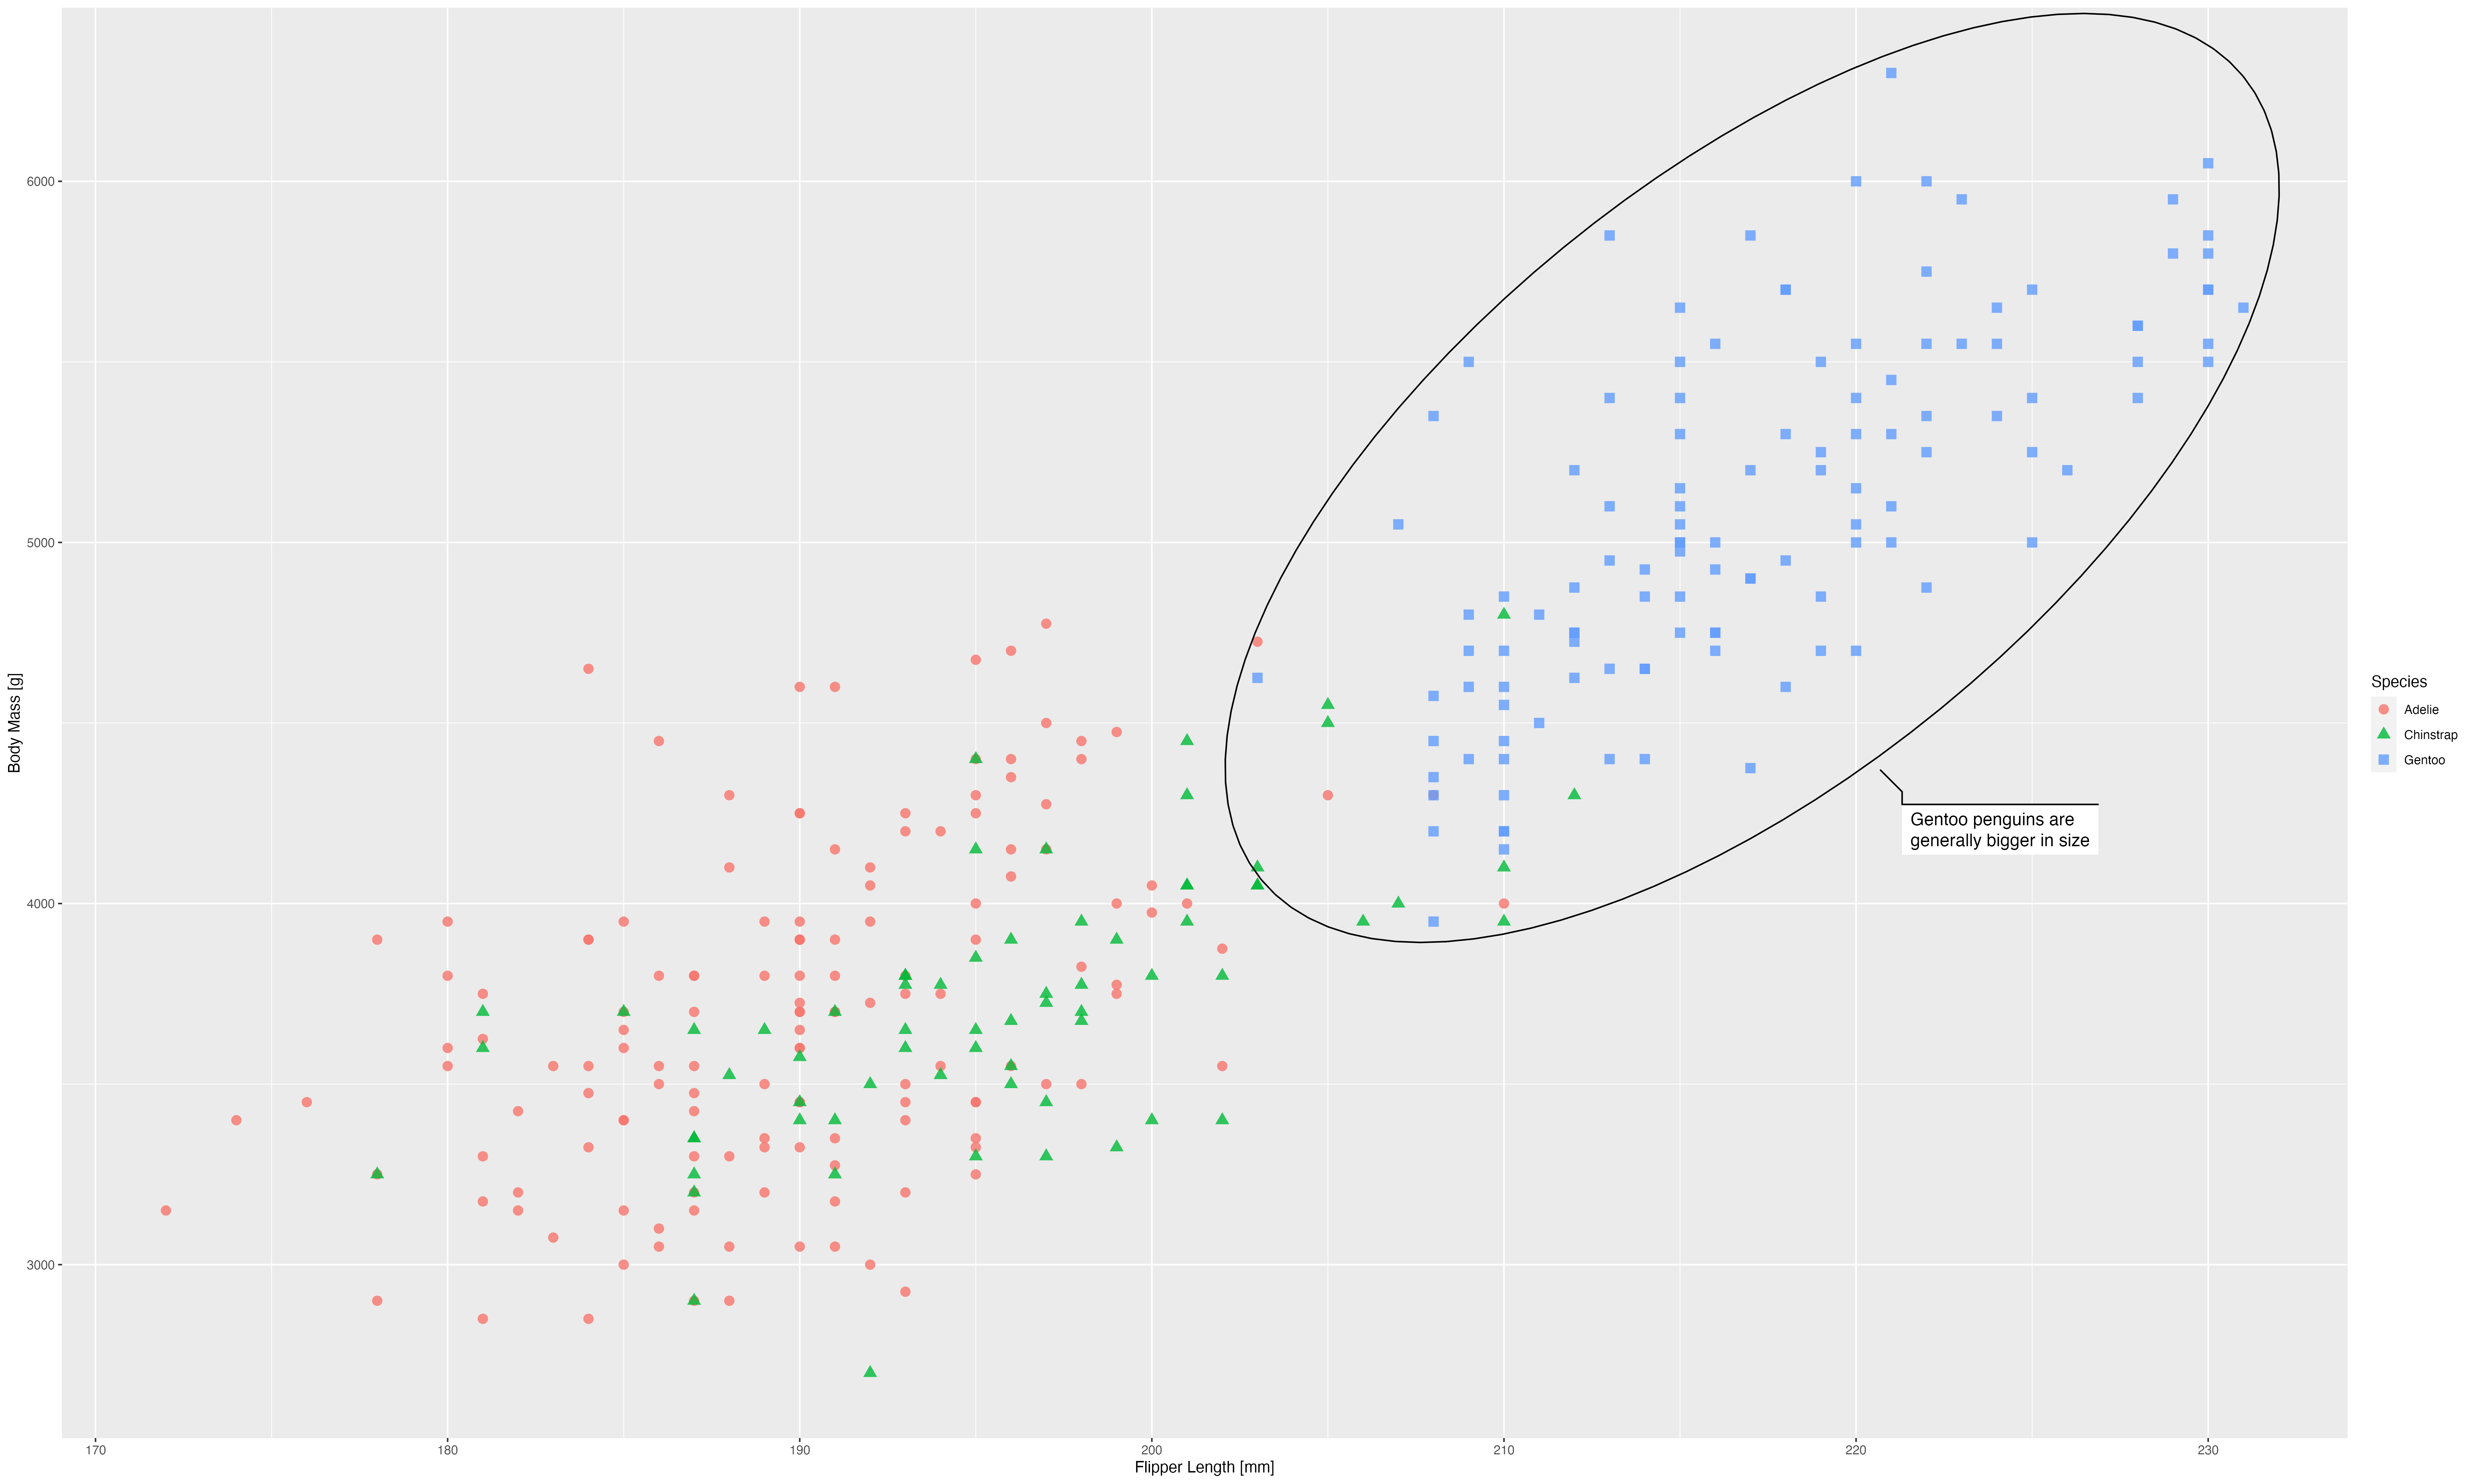 6000
5000
4000
3000
Body Mass [g]
170
180
190
200
210
220
230
Flipper Length [mm]
Gentoo penguins are
generally bigger in size
Species
Adelie
Chinstrap
Gentoo